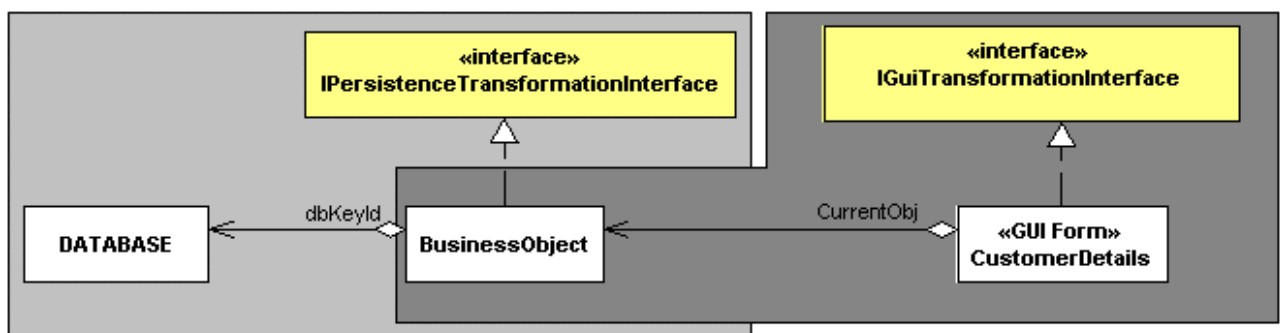 «interface»
IPersistenceTransformationInterface
«interface»
IGuiTransformationInterface
dbKeyId
CurrentObj
DATABASE
BusinessObject
«GUI Form»
CustomerDetails